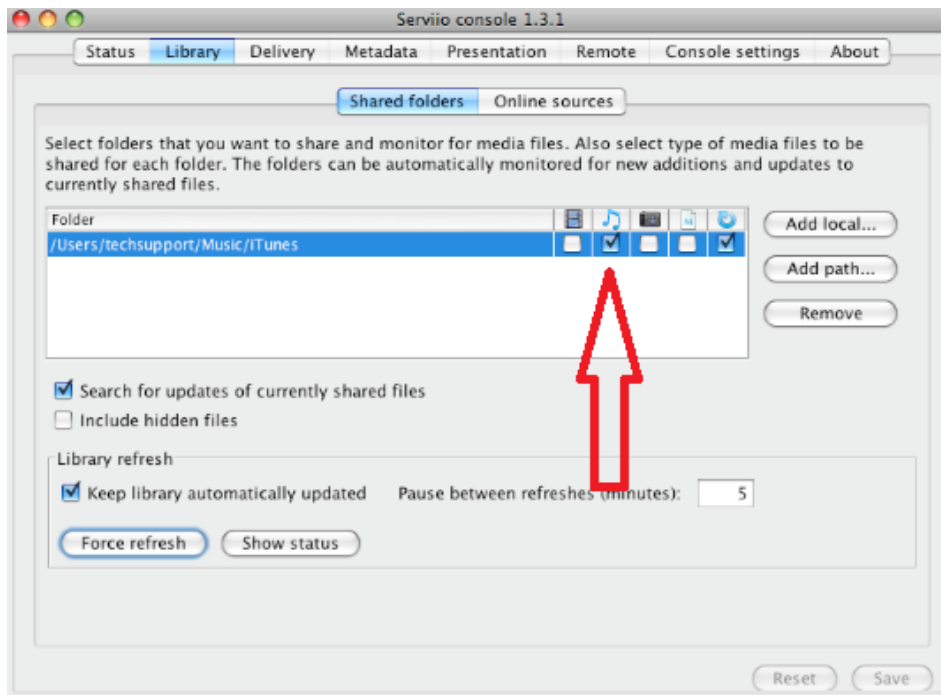 Serviio console 1.3.1
Status Library Delivery Metadata Presentation Remote Console settings About
Shared folders Online sources
Select folders that you want to share and monitor for media files. Also select type of media files to be
shared for each folder. The folders can be automatically monitored for new additions and updates to
currently shared files.
Folder
/Users/techsupport/Music/iTunes
Add local...
Add path...
Remove
Search for updates of currently shared files
Include hidden files
Library refresh
Keep library automatically updated Pause between refreshes (minutes): 5
Force refresh Show status
Reset Save